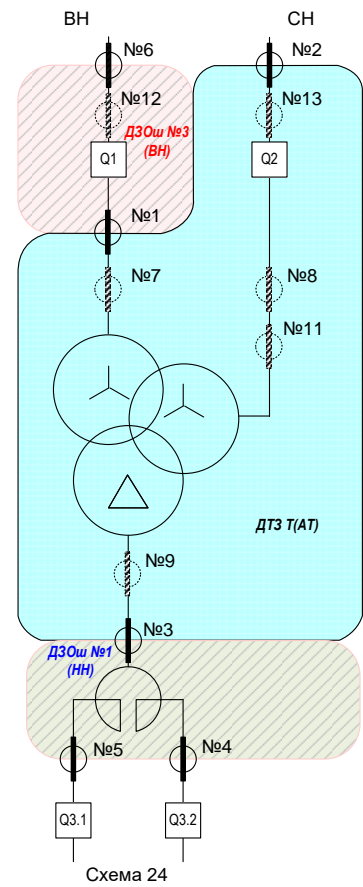 ВН
СН
№6
№2
№12
№13
ДЗОш №3
(ВН)
Q1
Q2
№1
№7
№8
№11
ДТЗ Т(АТ)
№9
№3
ДЗОш №1
(НН)
№5
№4
Q3.1
Q3.2
Схема 24